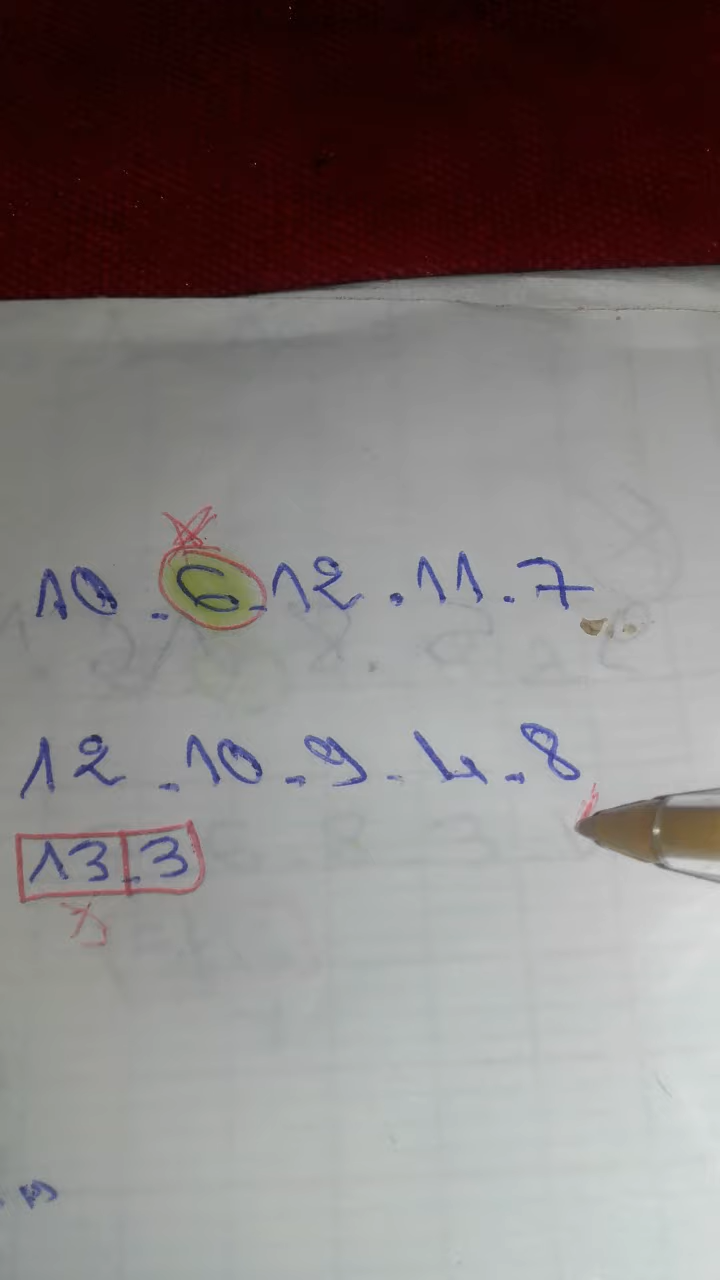 10 . 6 . 12 . 11 . 7
12 . 10 . 9 . 4 . 8
13 . 3